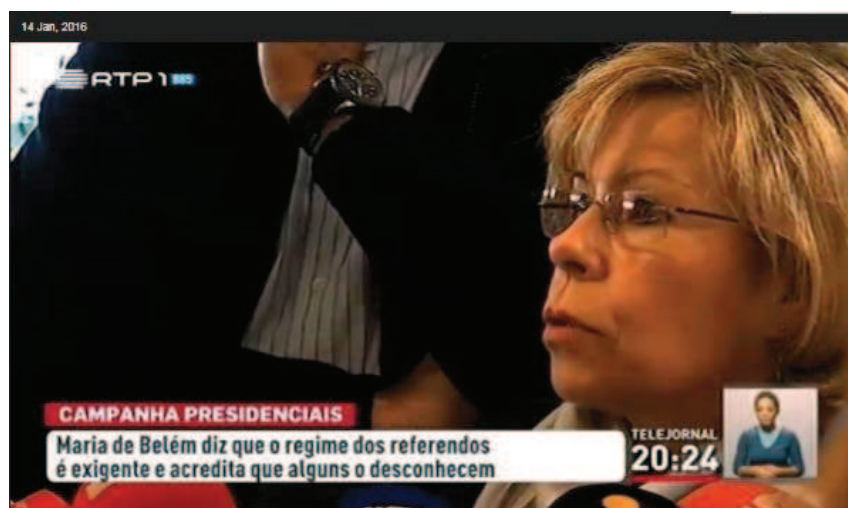 14 Jan, 2016
RTP 1
CAMPANHA PRESIDENCIAIS
Maria de Belém diz que o regime dos referendos
é exigente e acredita que alguns o desconhecem
TELEJORNAL
20:24